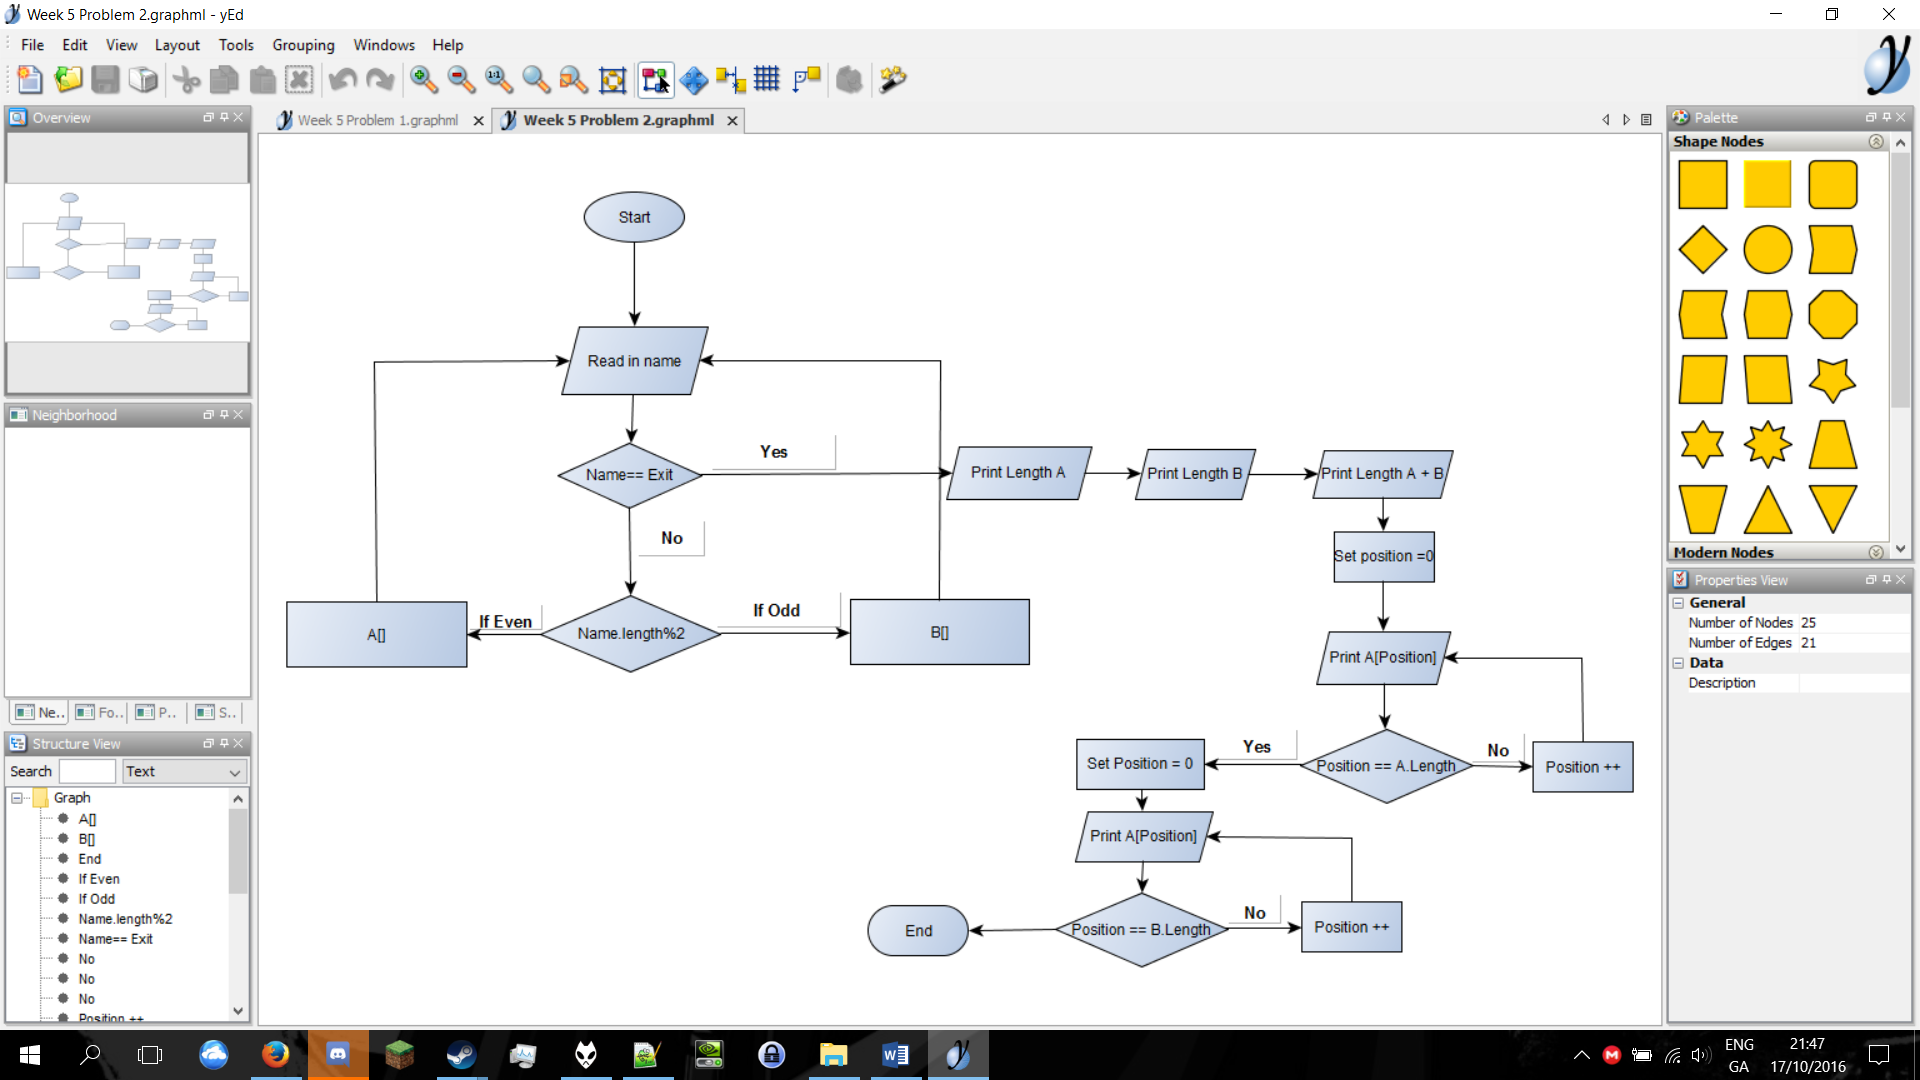 Week 5 Problem 2.graphml - yEd
File Edit View Layout Tools Grouping Windows Help
Overview
Week 5 Problem 1.graphml
Week 5 Problem 2.graphml
Palette
Shape Nodes
Modern Nodes
Start
Read in name
Name== Exit
Yes
No
Name.length%2
If Even
If Odd
A[]
B[]
Print Length A
Print Length B
Print Length A + B
Set position =0
Print A[Position]
Position == A.Length
No
Position ++
Yes
Set Position = 0
Print A[Position]
Position == B.Length
No
Position ++
End
Neighborhood
Ne..
Fo..
P..
S..
Structure View
Search
Text
Graph
A[]
B[]
End
If Even
If Odd
Name.length%2
Name== Exit
No
No
No
Position ++
Properties View
General
Number of Nodes 25
Number of Edges 21
Data
Description
ENG
GA
21:47
17/10/2016